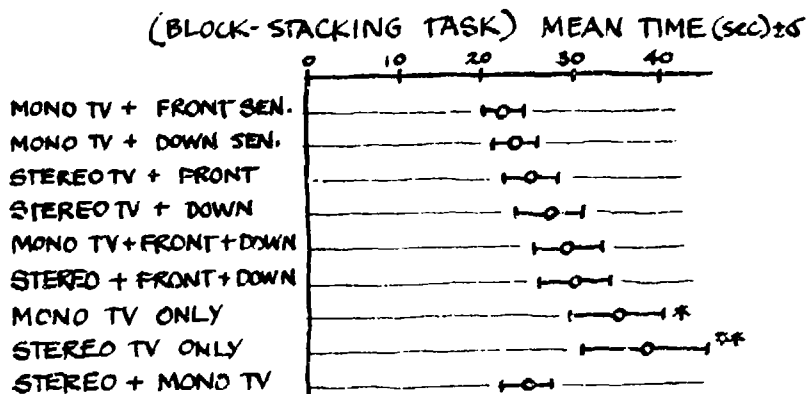 (BLOCK-STACKING TASK) MEAN TIME (SEC)±σ
0 10 20 30 40
MONO TV + FRONT SEN.
MONO TV + DOWN SEN.
STEREO TV + FRONT
STEREO TV + DOWN
MONO TV+FRONT+DOWN
STEREO + FRONT+DOWN
MONO TV ONLY *
STEREO TV ONLY **
STEREO + MONO TV